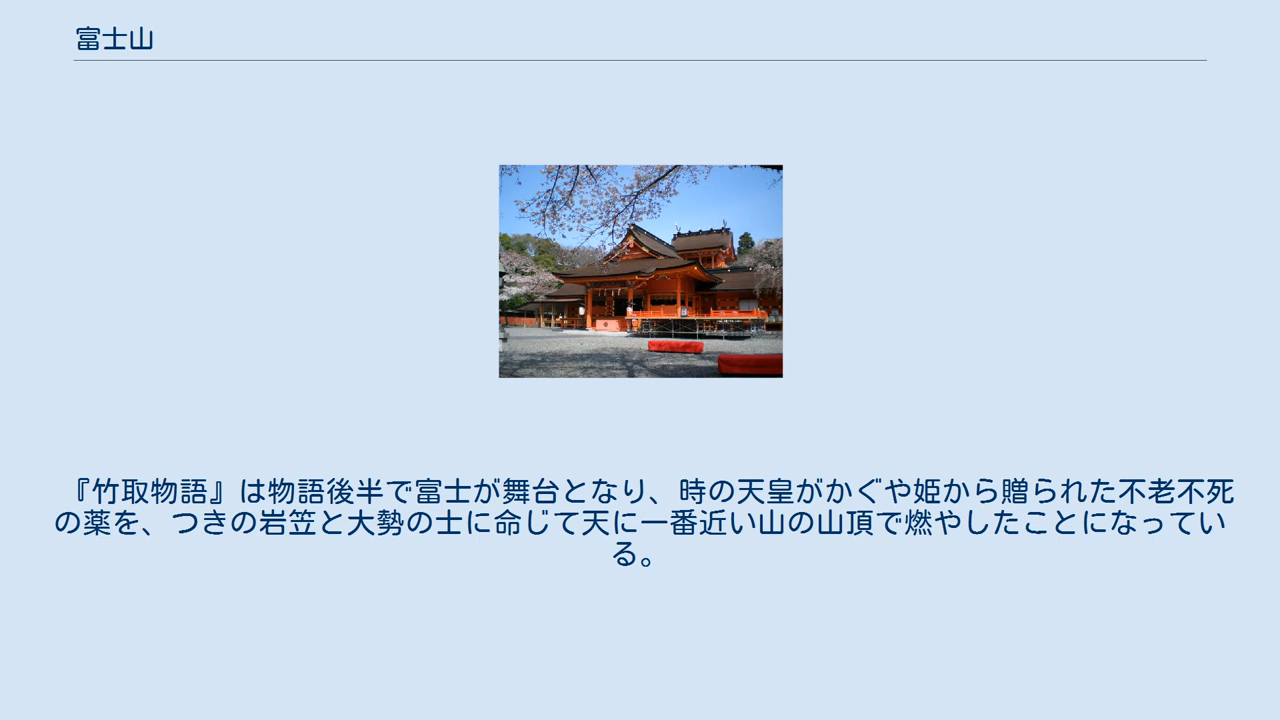 富士山
『竹取物語』は物語後半で富士が舞台となり、時の天皇がかぐや姫から贈られた不老不死
の薬を、つきの岩笠と大勢の士に命じて天に一番近い山の山頂で燃やしたことになってい
る。